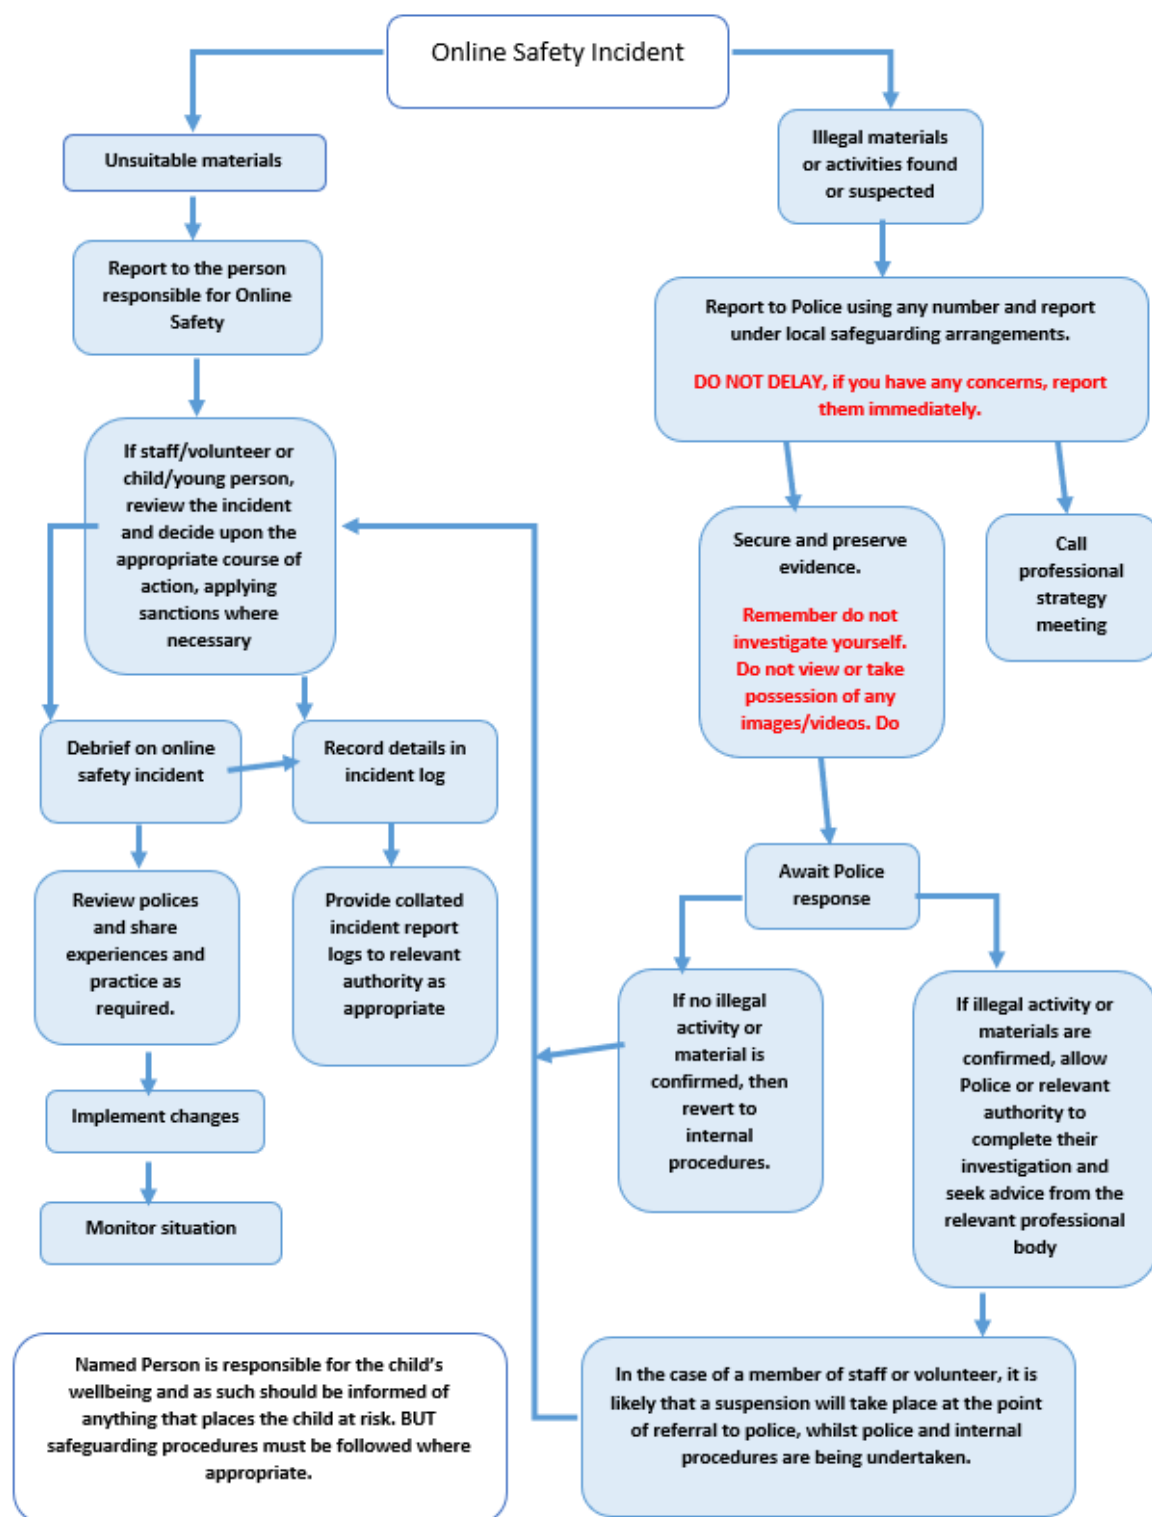 Online Safety Incident
Unsuitable materials
Report to the person
responsible for Online
Safety
If staff/volunteer or
child/young person,
review the incident
and decide upon the
appropriate course of
action, applying
sanctions where
necessary
Debrief on online
safety incident
Record details in
incident log
Review polices
and share
experiences and
practice as
required.
Provide collated
incident report
logs to relevant
authority as
appropriate
Implement changes
Monitor situation
Named Person is responsible for the child’s
wellbeing and as such should be informed of
anything that places the child at risk. BUT
safeguarding procedures must be followed where
appropriate.
Illegal materials
or activities found
or suspected
Report to Police using any number and report
under local safeguarding arrangements.
DO NOT DELAY, if you have any concerns, report
them immediately.
Secure and preserve
evidence.
Remember do not
investigate yourself.
Do not view or take
possession of any
images/videos. Do
Call
professional
strategy
meeting
Await Police
response
If no illegal
activity or
material is
confirmed, then
revert to
internal
procedures.
If illegal activity or
materials are
confirmed, allow
Police or relevant
authority to
complete their
investigation and
seek advice from the
relevant professional
body
In the case of a member of staff or volunteer, it is
likely that a suspension will take place at the point
of referral to police, whilst police and internal
procedures are being undertaken.